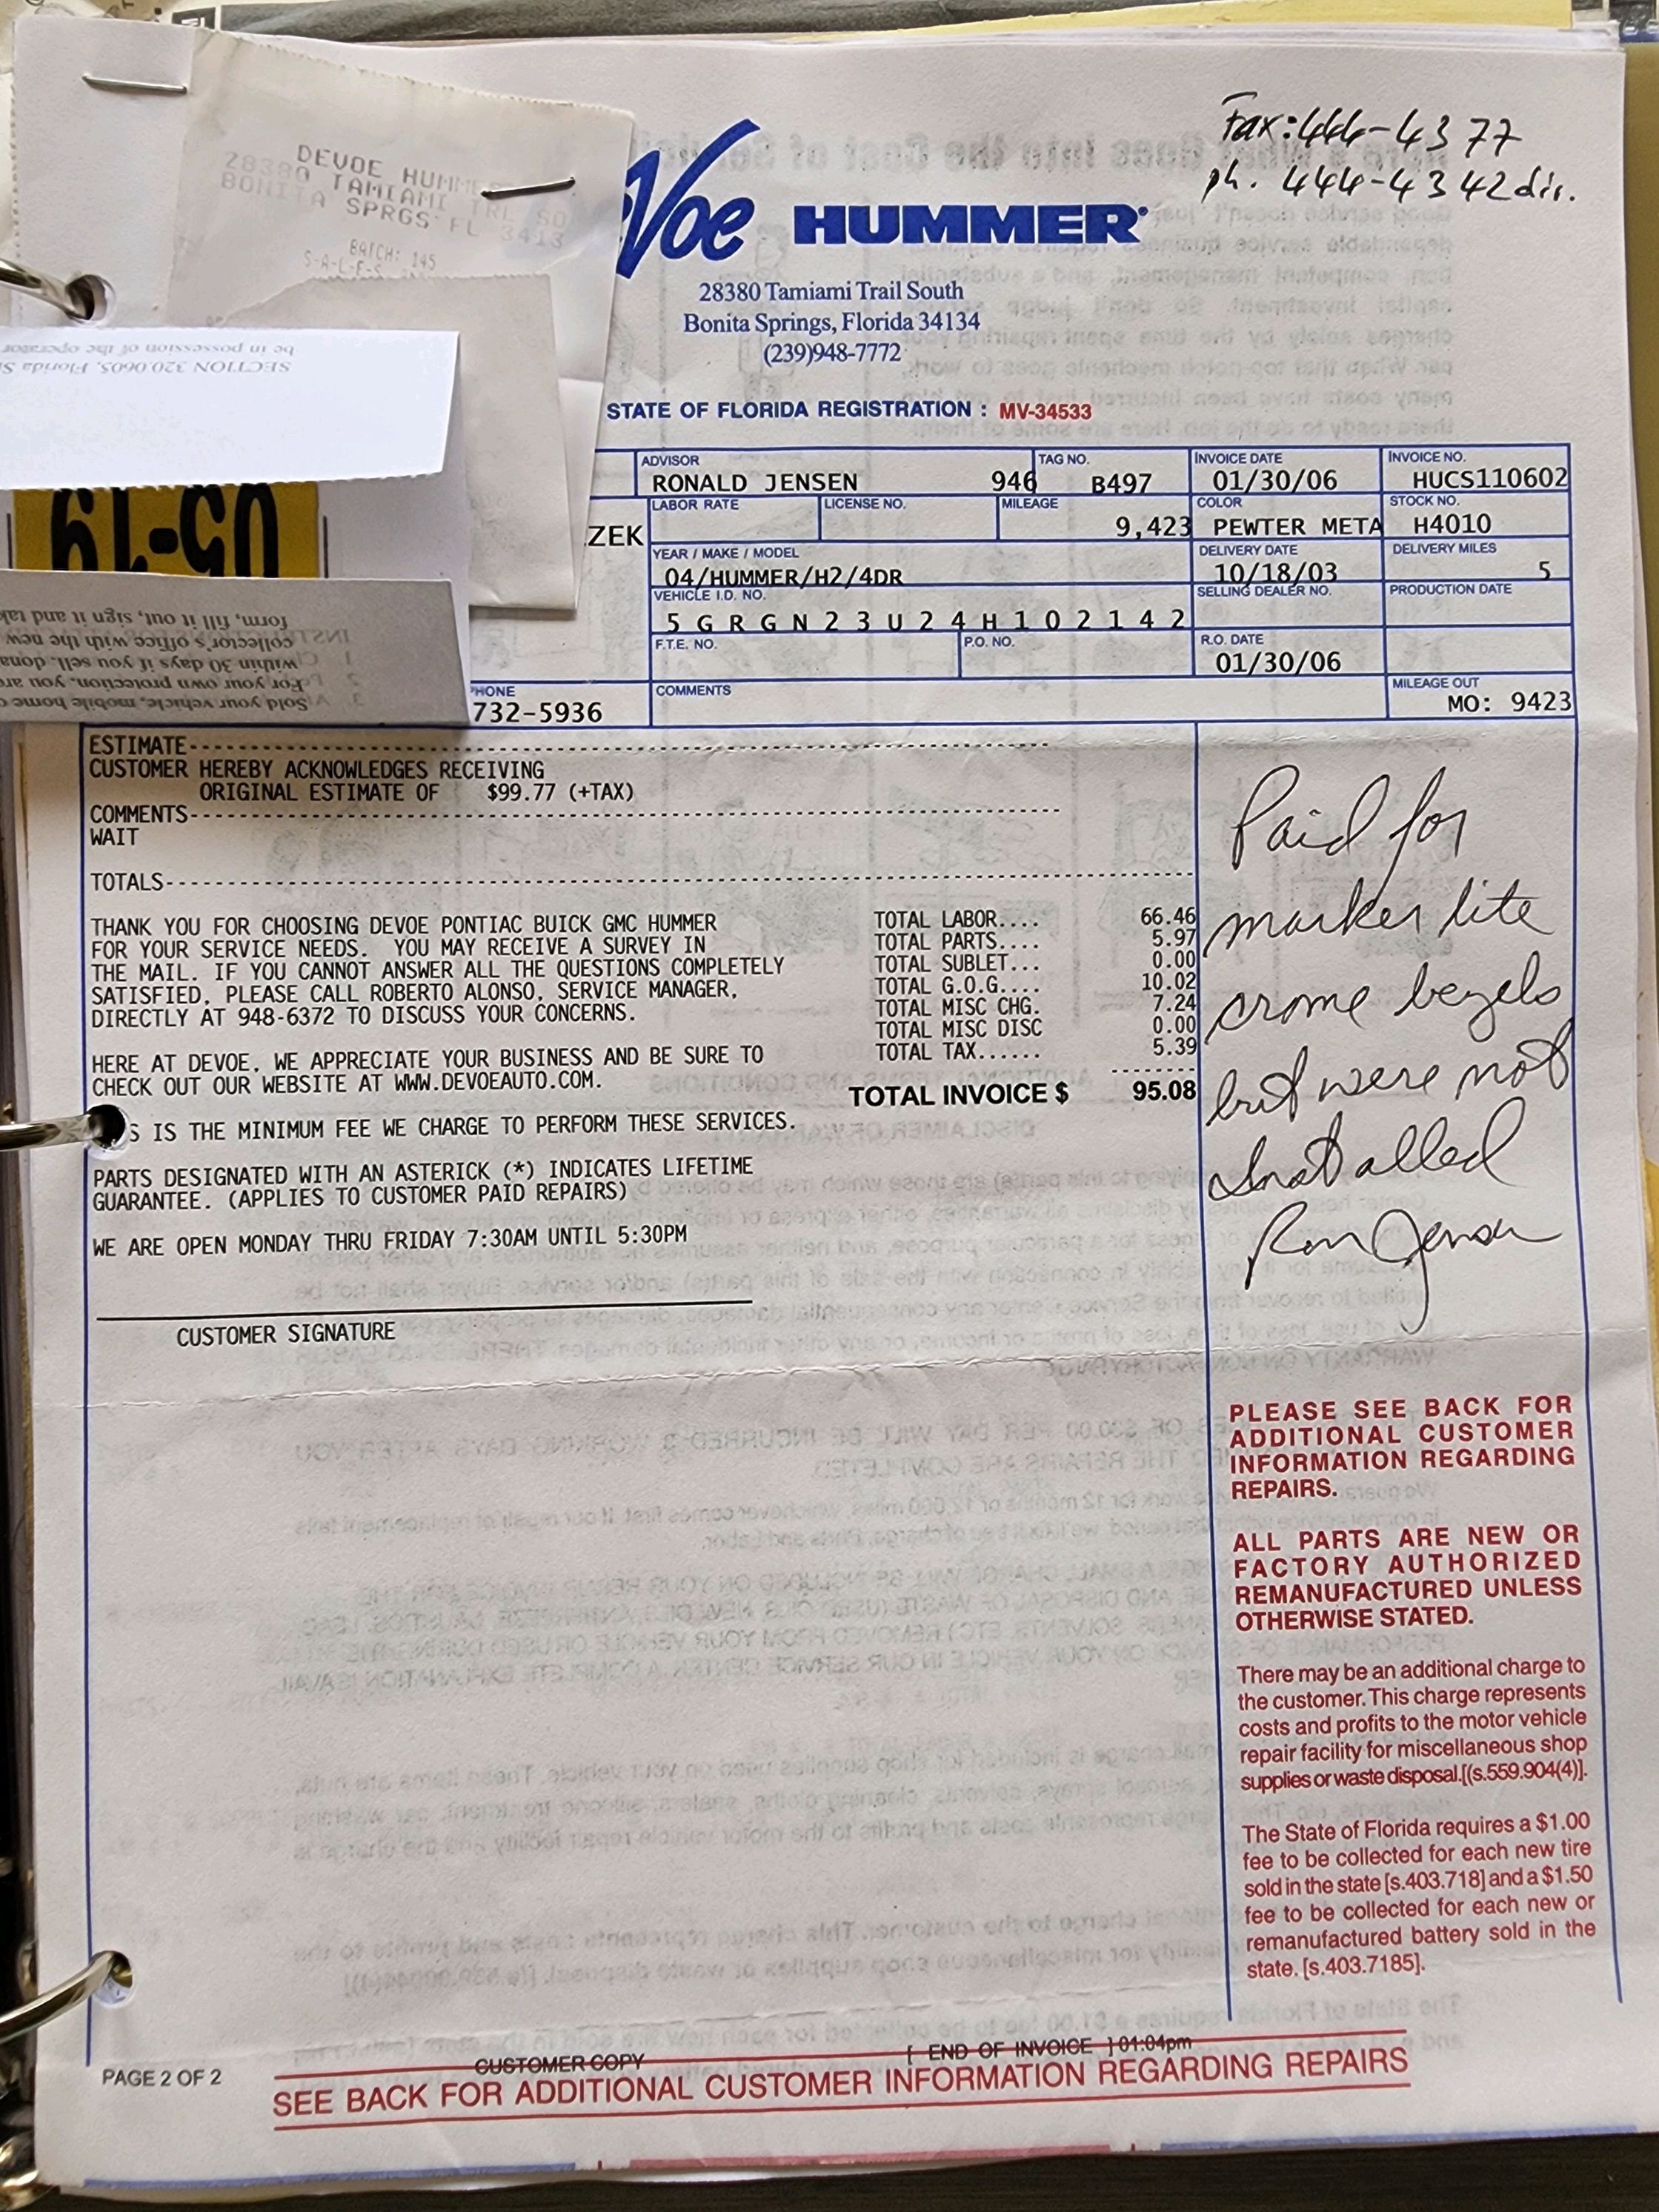 Fax: 444-4377
ph. 444-4342 dir.
DEVOE
28380 TAMIAMI TRL SO
BONITA SPRGS FL 3413
BATCH: 145
S-A-L-E-S
Voe HUMMER
28380 Tamiami Trail South
Bonita Springs, Florida 34134
(239)948-7772
STATE OF FLORIDA REGISTRATION : MV-34533
be in possession of the operator
SECTION 320.0605, Florida S
05-19
form, fill it out, sign it and tak
collector's office with the new
within 30 days if you sell, dona
For your own protection, you are
Sold your vehicle, mobile home
ADVISOR TAG NO. INVOICE DATE INVOICE NO.
RONALD JENSEN 946 B497 01/30/06 HUCS110602
LABOR RATE LICENSE NO. MILEAGE COLOR STOCK NO.
ZEK 9,423 PEWTER META H4010
YEAR / MAKE / MODEL DELIVERY DATE DELIVERY MILES
04/HUMMER/H2/4DR 10/18/03 5
VEHICLE I.D. NO. SELLING DEALER NO. PRODUCTION DATE
5 G R G N 2 3 U 2 4 H 1 0 2 1 4 2
F.T.E. NO. P.O. NO. R.O. DATE
01/30/06
PHONE COMMENTS MILEAGE OUT
732-5936 MO: 9423
ESTIMATE
CUSTOMER HEREBY ACKNOWLEDGES RECEIVING
ORIGINAL ESTIMATE OF $99.77 (+TAX)
COMMENTS
WAIT
TOTALS
THANK YOU FOR CHOOSING DEVOE PONTIAC BUICK GMC HUMMER
FOR YOUR SERVICE NEEDS. YOU MAY RECEIVE A SURVEY IN
THE MAIL. IF YOU CANNOT ANSWER ALL THE QUESTIONS COMPLETELY
SATISFIED, PLEASE CALL ROBERTO ALONSO, SERVICE MANAGER,
DIRECTLY AT 948-6372 TO DISCUSS YOUR CONCERNS.
HERE AT DEVOE, WE APPRECIATE YOUR BUSINESS AND BE SURE TO
CHECK OUT OUR WEBSITE AT WWW.DEVOEAUTO.COM.
S IS THE MINIMUM FEE WE CHARGE TO PERFORM THESE SERVICES.
PARTS DESIGNATED WITH AN ASTERICK (*) INDICATES LIFETIME
GUARANTEE. (APPLIES TO CUSTOMER PAID REPAIRS)
WE ARE OPEN MONDAY THRU FRIDAY 7:30AM UNTIL 5:30PM
CUSTOMER SIGNATURE
TOTAL LABOR.... 66.46
TOTAL PARTS.... 5.97
TOTAL SUBLET... 0.00
TOTAL G.O.G.... 10.02
TOTAL MISC CHG. 7.24
TOTAL MISC DISC 0.00
TOTAL TAX...... 5.39
TOTAL INVOICE $ 95.08
Paid for
marker lite
crome bezels
but were not
Installed
Ron Jensen
PLEASE SEE BACK FOR
ADDITIONAL CUSTOMER
INFORMATION REGARDING
REPAIRS.
ALL PARTS ARE NEW OR
FACTORY AUTHORIZED
REMANUFACTURED UNLESS
OTHERWISE STATED.
There may be an additional charge to
the customer. This charge represents
costs and profits to the motor vehicle
repair facility for miscellaneous shop
supplies or waste disposal.[(s.559.904(4)].
The State of Florida requires a $1.00
fee to be collected for each new tire
sold in the state [s.403.718] and a $1.50
fee to be collected for each new or
remanufactured battery sold in the
state. [s.403.7185].
PAGE 2 OF 2 CUSTOMER COPY [ END OF INVOICE ] 01:04pm
SEE BACK FOR ADDITIONAL CUSTOMER INFORMATION REGARDING REPAIRS